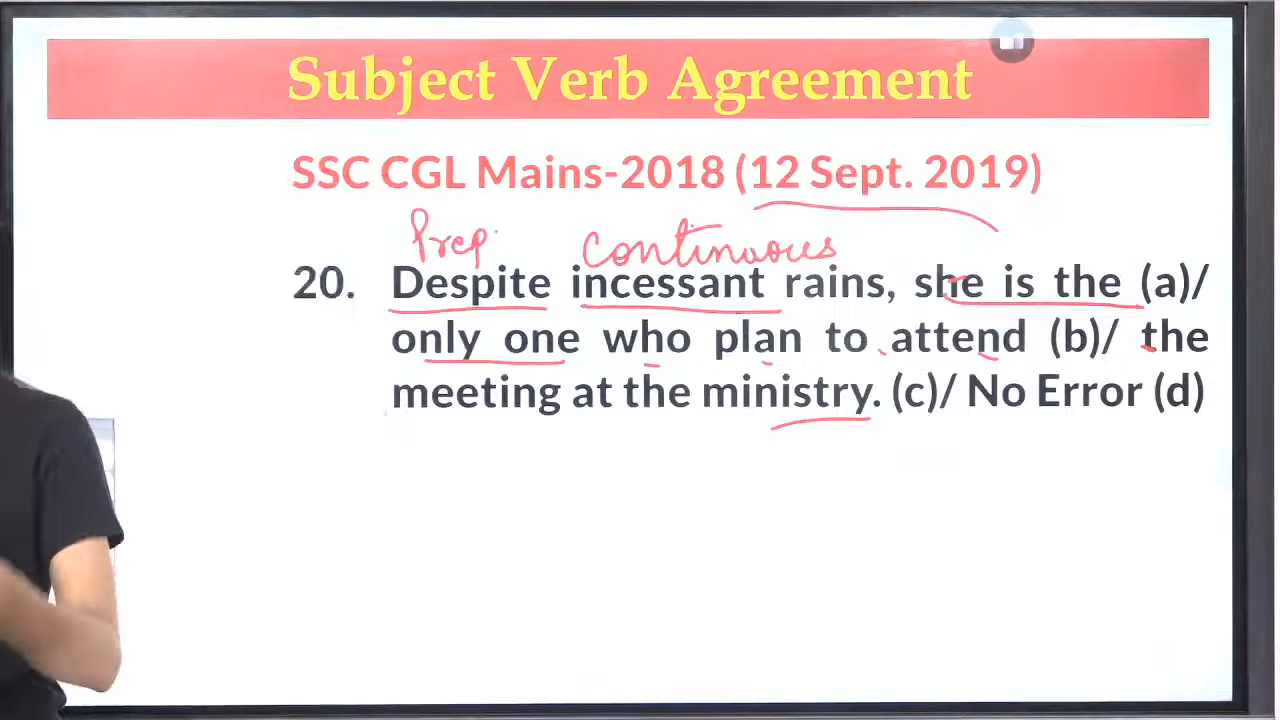 Subject Verb Agreement
SSC CGL Mains-2018 (12 Sept. 2019)
Prep. continuous
20. Despite incessant rains, she is the (a)/
only one who plan to attend (b)/ the
meeting at the ministry. (c)/ No Error (d)